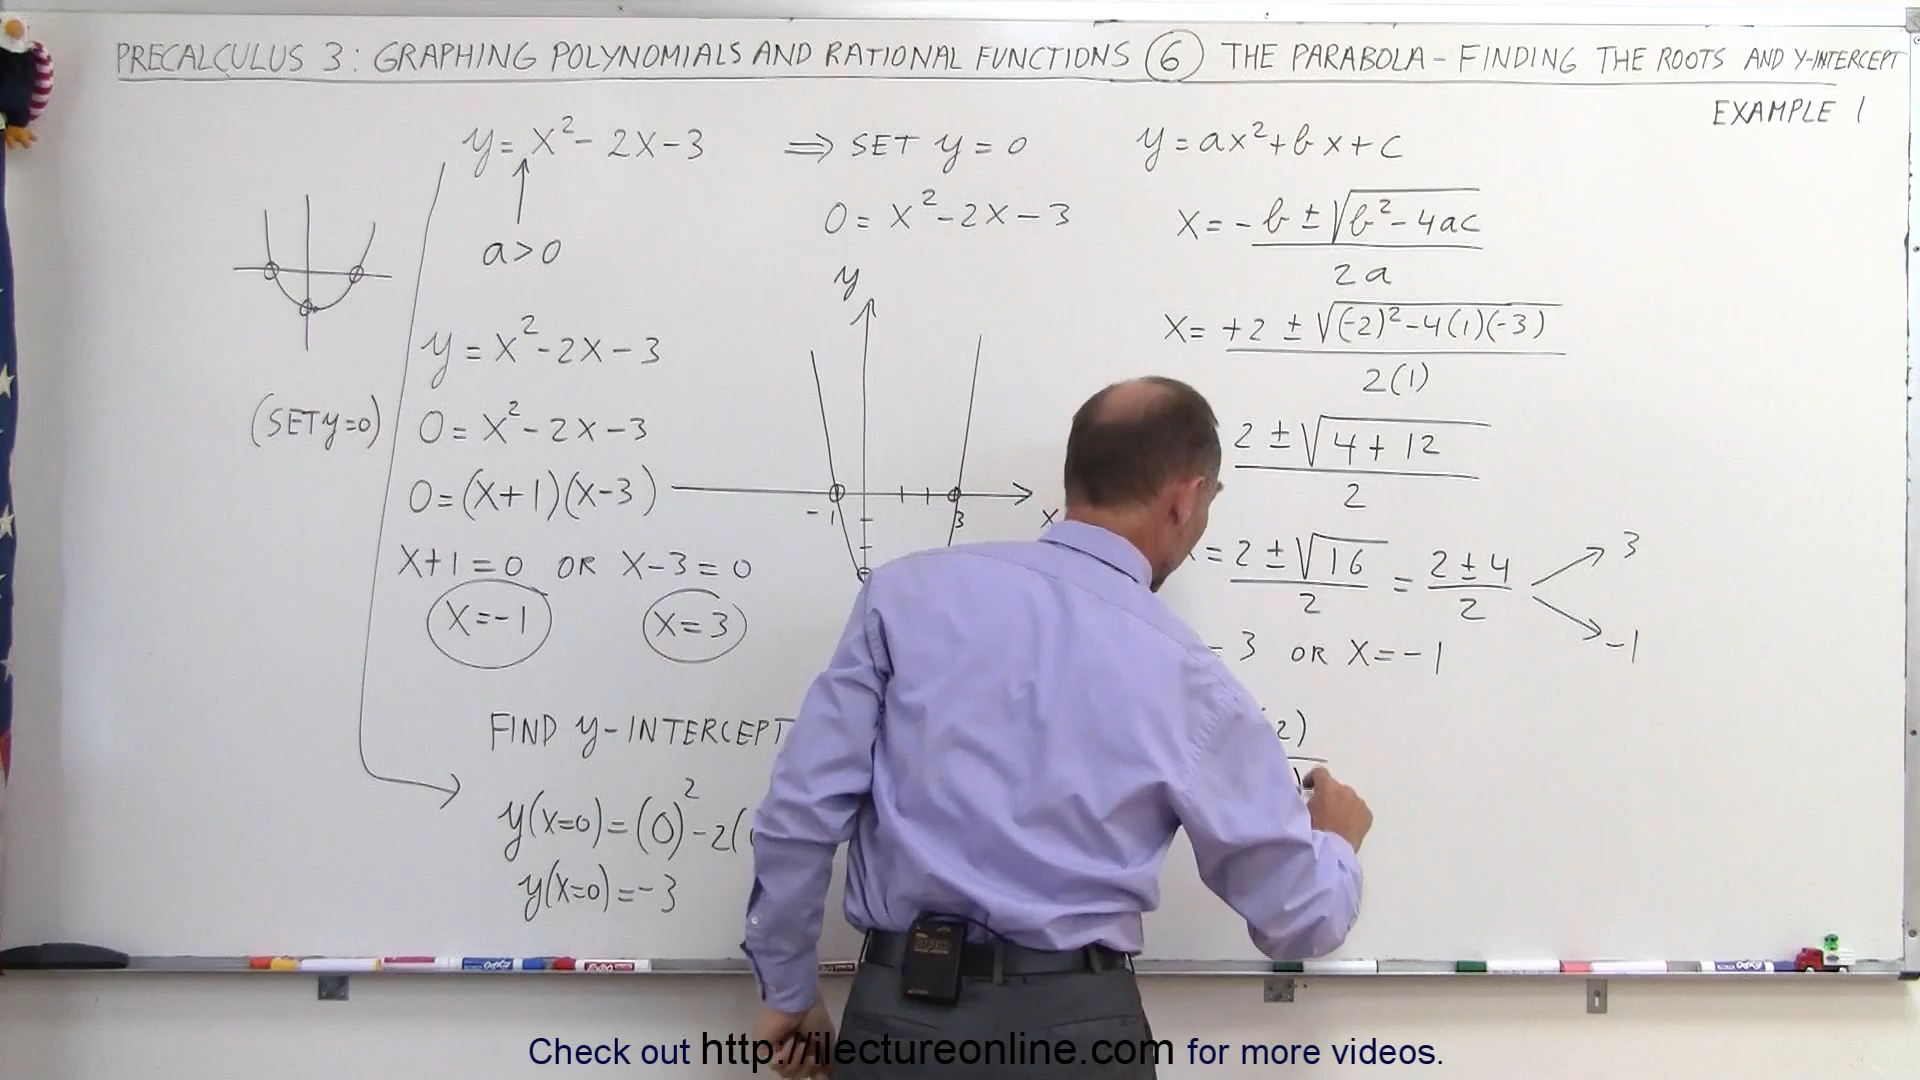 PRECALCULUS 3: GRAPHING POLYNOMIALS AND RATIONAL FUNCTIONS ⑥ THE PARABOLA - FINDING THE ROOTS AND Y-INTERCEPT
EXAMPLE 1
y = x² - 2x - 3 ⇒ SET y = 0
a > 0
0 = x² - 2x - 3
y = x² - 2x - 3
(SET y = 0) 0 = x² - 2x - 3
0 = (x+1)(x-3)
x+1 = 0 OR x-3 = 0
x = -1 x = 3
FIND y-INTERCEPT
y(x=0) = (0)² - 2(
y(x=0) = -3
y
-1 3 x
y = ax² + bx + c
x = -b ± √b² - 4ac / 2a
x = +2 ± √(-2)² - 4(1)(-3) / 2(1)
2 ± √4 + 12 / 2
= 2 ± √16 / 2 = 2 ± 4 / 2
3
-1
3 OR x = -1
2)
Check out http://ilectureonline.com for more videos.